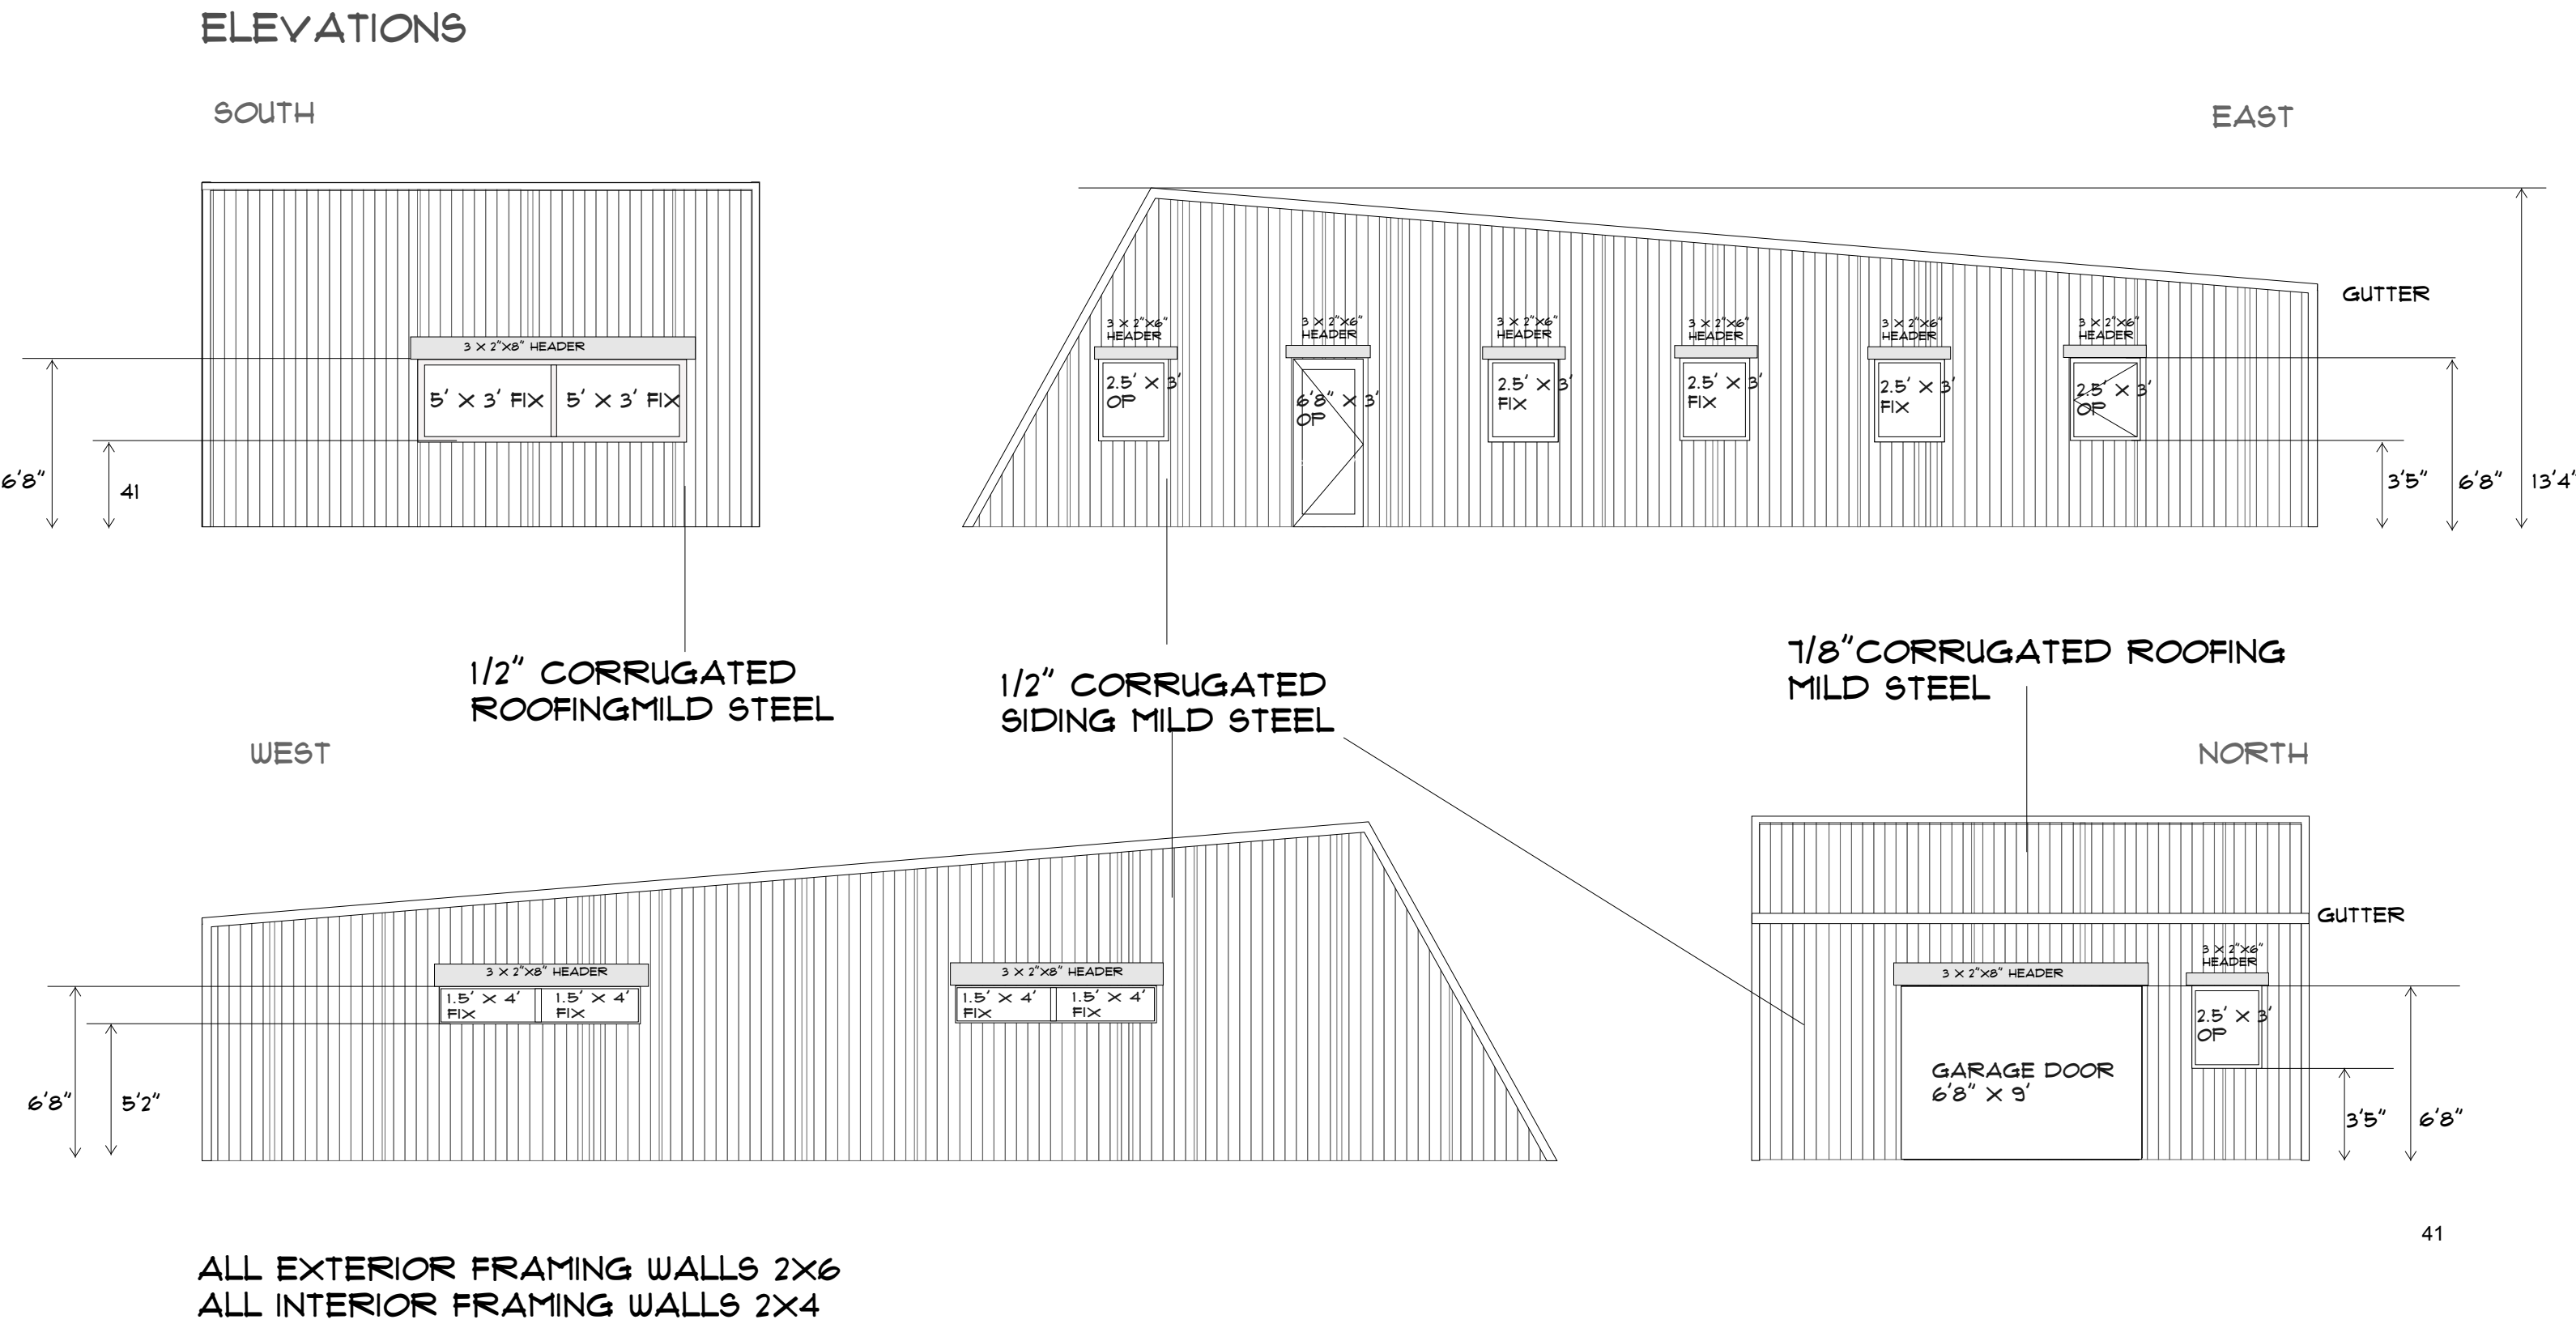 ELEVATIONS
SOUTH
EAST
GUTTER
3 X 2"X8" HEADER
5' X 3' FIX
5' X 3' FIX
6'8"
41
3 X 2"X6"
HEADER
2.5' X 3'
OP
3 X 2"X6"
HEADER
6'8" X 3'
OP
3 X 2"X6"
HEADER
2.5' X 3'
FIX
3 X 2"X6"
HEADER
2.5' X 3'
FIX
3 X 2"X6"
HEADER
2.5' X 3'
FIX
3 X 2"X6"
HEADER
2.5' X 3'
OP
3'5"
6'8"
13'4"
1/2" CORRUGATED
ROOFINGMILD STEEL
1/2" CORRUGATED
SIDING MILD STEEL
7/8"CORRUGATED ROOFING
MILD STEEL
WEST
NORTH
3 X 2"X8" HEADER
1.5' X 4'
FIX
1.5' X 4'
FIX
3 X 2"X8" HEADER
1.5' X 4'
FIX
1.5' X 4'
FIX
6'8"
5'2"
GUTTER
3 X 2"X8" HEADER
3 X 2"X6"
HEADER
2.5' X 3'
OP
GARAGE DOOR
6'8" X 9'
3'5"
6'8"
41
ALL EXTERIOR FRAMING WALLS 2X6
ALL INTERIOR FRAMING WALLS 2X4